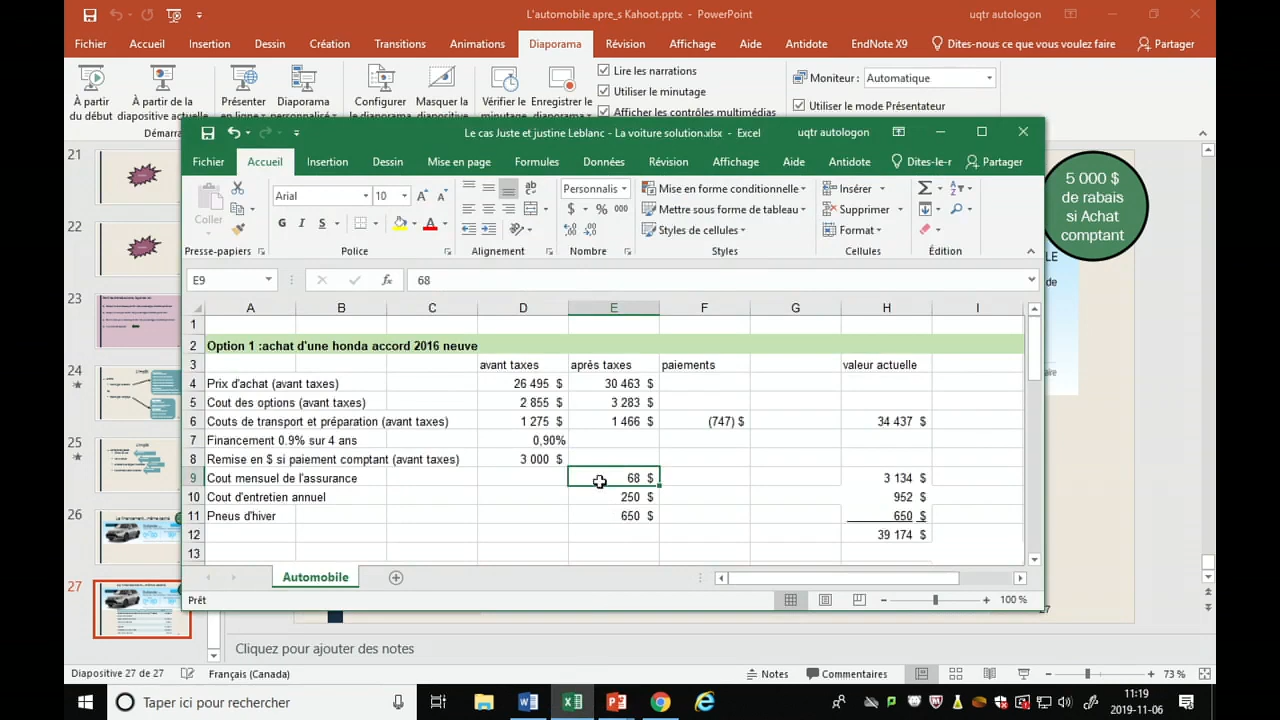 L'automobile apre_s Kahoot.pptx - PowerPoint
uqtr autologon
Fichier Accueil Insertion Dessin Création Transitions Animations Diaporama Révision Affichage Aide Antidote EndNote X9 Dites-nous ce que vous voulez faire Partager
À partir du début
À partir de la diapositive actuelle
Présenter
Diaporama
Configurer
Masquer la
Vérifier le
Enregistrer le
Lire les narrations
Utiliser le minutage
Afficher les contrôles multimédias
Moniteur : Automatique
Utiliser le mode Présentateur
Le cas Juste et justine Leblanc - La voiture solution.xlsx - Excel
uqtr autologon
Fichier Accueil Insertion Dessin Mise en page Formules Données Révision Affichage Aide Antidote Dites-le-r Partager
Coller
Presse-papiers
Arial 10
G I S
Police
Alignement
Personnalis
$ % 000
Nombre
Mise en forme conditionnelle
Mettre sous forme de tableau
Styles de cellules
Styles
Insérer
Supprimer
Format
Cellules
Édition
E9 fx 68
A B C D E F G H I
1
2 Option 1 :achat d'une honda accord 2016 neuve
3 avant taxes après taxes paiements valeur actuelle
4 Prix d'achat (avant taxes) 26 495 $ 30 463 $
5 Cout des options (avant taxes) 2 855 $ 3 283 $
6 Couts de transport et préparation (avant taxes) 1 275 $ 1 466 $ (747) $ 34 437 $
7 Financement 0.9% sur 4 ans 0,90%
8 Remise en $ si paiement comptant (avant taxes) 3 000 $
9 Cout mensuel de l'assurance 68 $ 3 134 $
10 Cout d'entretien annuel 250 $ 952 $
11 Pneus d'hiver 650 $ 650 $
12 39 174 $
13
Automobile
Prêt
100 %
5 000 $
de rabais
si Achat
comptant
21
22
23
24
25
26
27
Cliquez pour ajouter des notes
Diapositive 27 de 27 Français (Canada) Notes Commentaires 73 %
Taper ici pour rechercher
11:19
2019-11-06